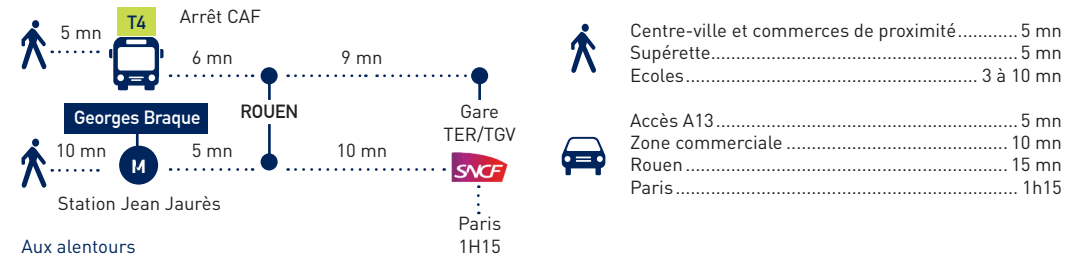 T4
Arrêt CAF
5 mn
6 mn
9 mn
ROUEN
Gare
TER/TGV
Georges Braque
10 mn
M
5 mn
10 mn
SNCF
Station Jean Jaurès
Paris
1H15
Aux alentours
Centre-ville et commerces de proximité............ 5 mn
Supérette.................................................... 5 mn
Ecoles................................................. 3 à 10 mn
Accès A13................................................... 5 mn
Zone commerciale ....................................... 10 mn
Rouen ....................................................... 15 mn
Paris......................................................... 1h15